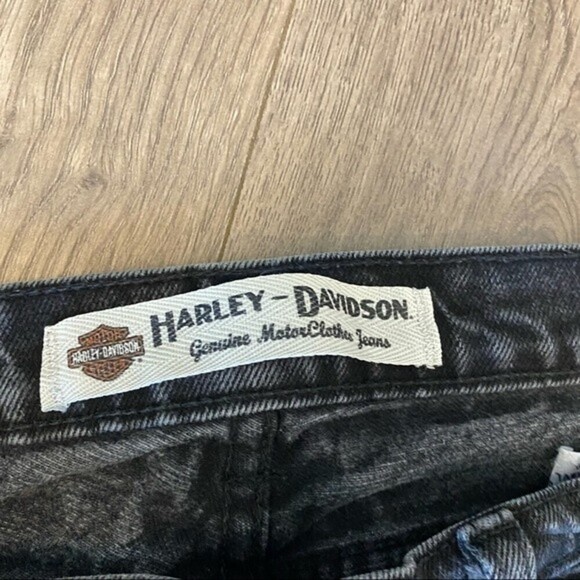 HARLEY-DAVIDSON
HARLEY - DAVIDSON.
Genuine MotorClothes Jeans